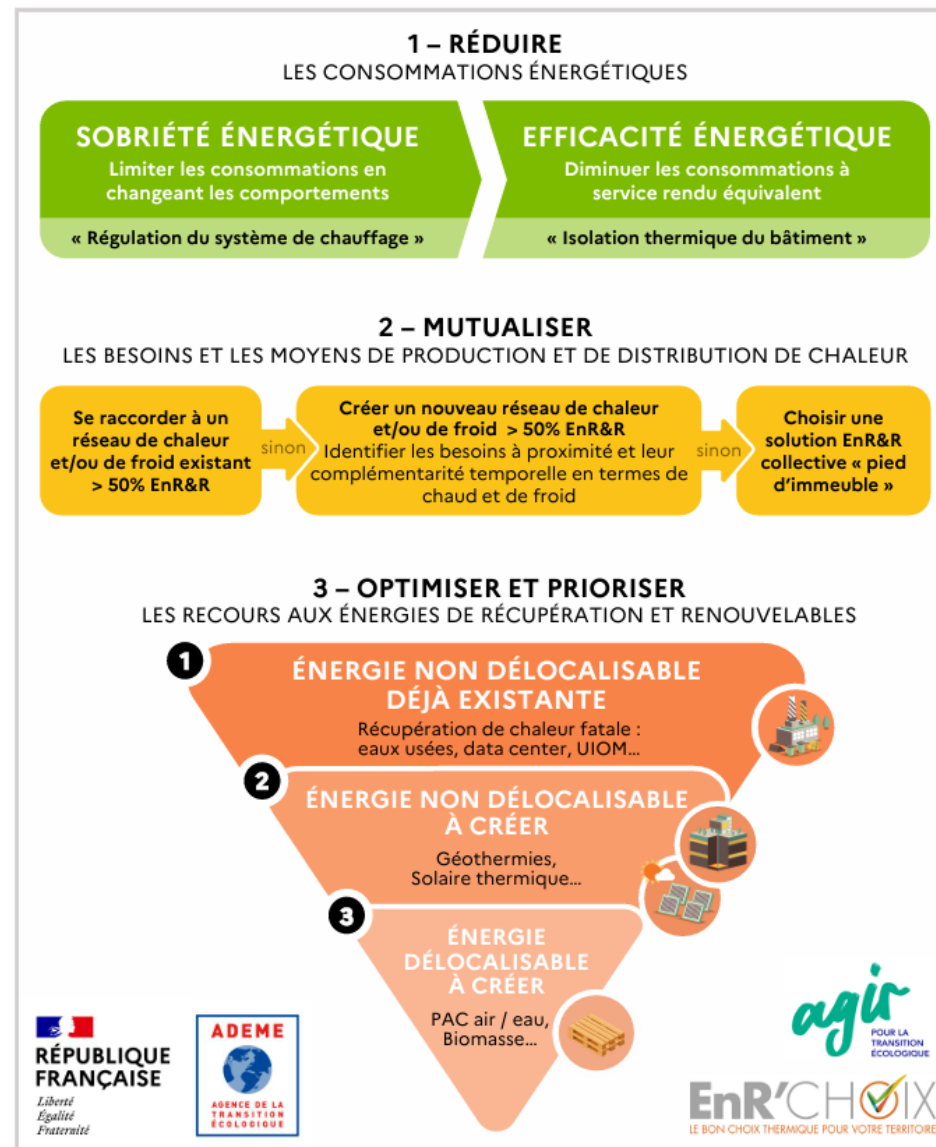 1 – RÉDUIRE
LES CONSOMMATIONS ÉNERGÉTIQUES
SOBRIÉTÉ ÉNERGÉTIQUE
Limiter les consommations en
changeant les comportements
« Régulation du système de chauffage »
EFFICACITÉ ÉNERGÉTIQUE
Diminuer les consommations à
service rendu équivalent
« Isolation thermique du bâtiment »
2 – MUTUALISER
LES BESOINS ET LES MOYENS DE PRODUCTION ET DE DISTRIBUTION DE CHALEUR
Se raccorder à un
réseau de chaleur
et/ou de froid existant
> 50% EnR&R
sinon
Créer un nouveau réseau de chaleur
et/ou de froid > 50% EnR&R
Identifier les besoins à proximité et leur
complémentarité temporelle en termes de
chaud et de froid
sinon
Choisir une
solution EnR&R
collective « pied
d'immeuble »
3 – OPTIMISER ET PRIORISER
LES RECOURS AUX ÉNERGIES DE RÉCUPÉRATION ET RENOUVELABLES
1
ÉNERGIE NON DÉLOCALISABLE
DÉJÀ EXISTANTE
Récupération de chaleur fatale :
eaux usées, data center, UIOM...
2
ÉNERGIE NON DÉLOCALISABLE
À CRÉER
Géothermies,
Solaire thermique...
3
ÉNERGIE
DÉLOCALISABLE
À CRÉER
PAC air / eau,
Biomasse...
RÉPUBLIQUE
FRANÇAISE
Liberté
Égalité
Fraternité
ADEME
AGENCE DE LA
TRANSITION
ÉCOLOGIQUE
agir
POUR LA
TRANSITION
ÉCOLOGIQUE
EnR'CHOIX
LE BON CHOIX THERMIQUE POUR VOTRE TERRITOIRE